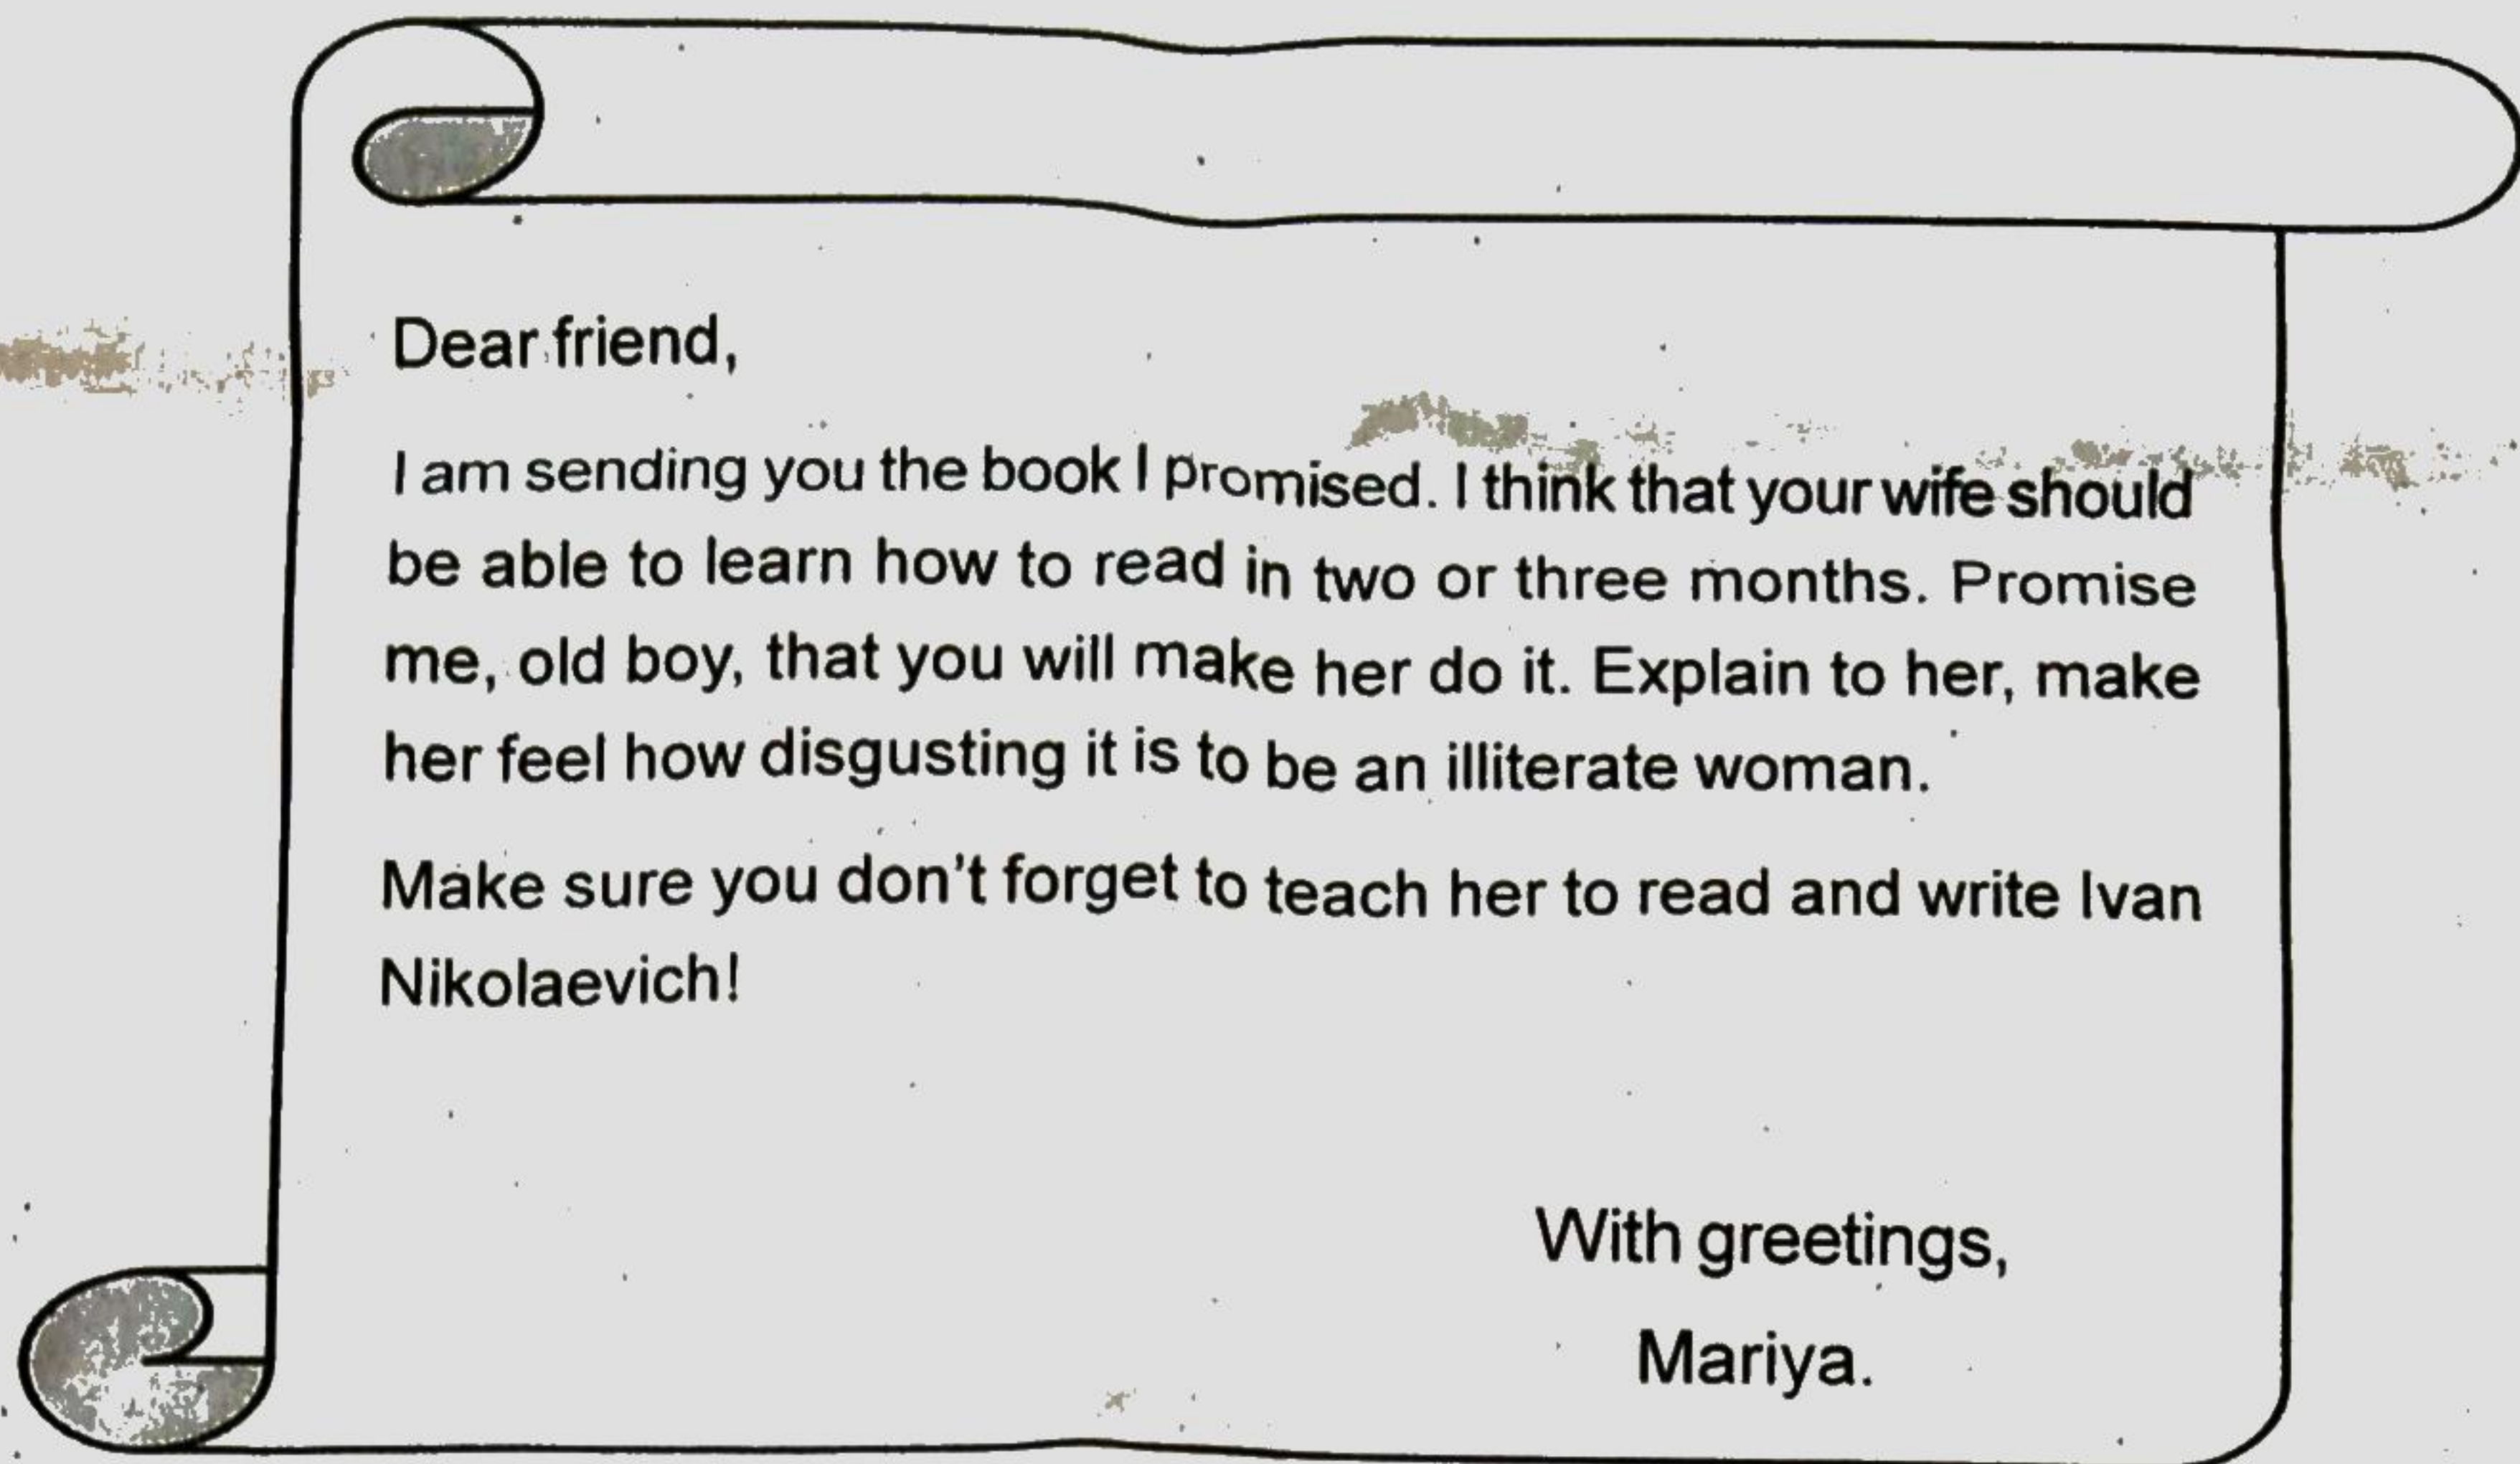 Dear friend,
I am sending you the book I promised. I think that your wife should
be able to learn how to read in two or three months. Promise
me, old boy, that you will make her do it. Explain to her, make
her feel how disgusting it is to be an illiterate woman.
Make sure you don't forget to teach her to read and write Ivan
Nikolaevich!
With greetings,
Mariya.